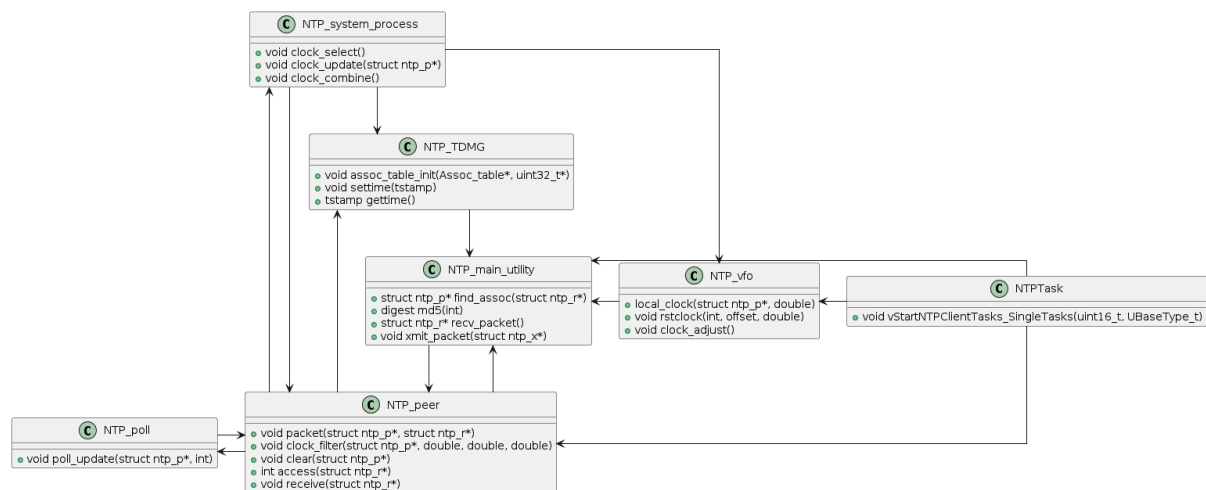 C NTP_system_process
void clock_select()
void clock_update(struct ntp_p*)
void clock_combine()
C NTP_TDMG
void assoc_table_init(Assoc_table*, uint32_t*)
void settime(tstamp)
tstamp gettime()
C NTP_main_utility
struct ntp_p* find_assoc(struct ntp_r*)
digest md5(int)
struct ntp_r* recv_packet()
void xmit_packet(struct ntp_x*)
C NTP_vfo
local_clock(struct ntp_p*, double)
void rstclock(int, offset, double)
void clock_adjust()
C NTPTask
void vStartNTPClientTasks_SingleTasks(uint16_t, UBaseType_t)
C NTP_poll
void poll_update(struct ntp_p*, int)
C NTP_peer
void packet(struct ntp_p*, struct ntp_r*)
void clock_filter(struct ntp_p*, double, double, double)
void clear(struct ntp_p*)
int access(struct ntp_r*)
void receive(struct ntp_r*)